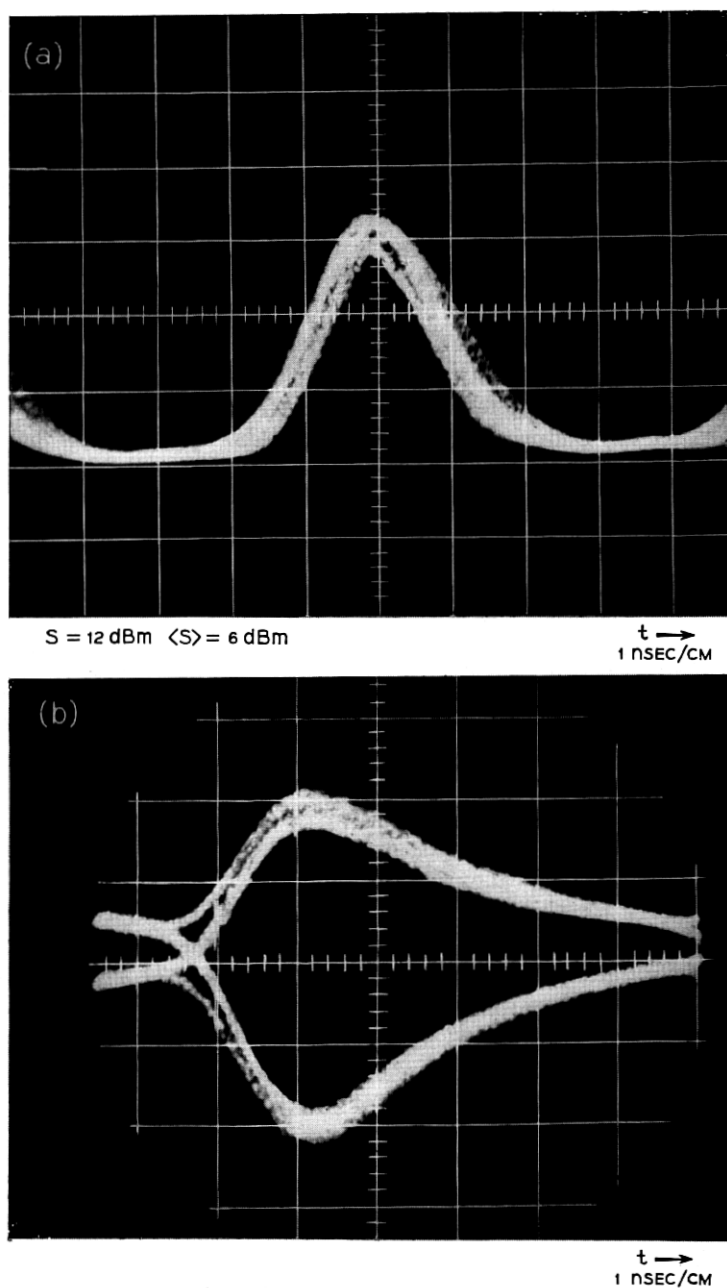 (a)
S = 12 dBm <S> = 6 dBm
t →
1 nSEC/CM
(b)
t →
1 nSEC/CM